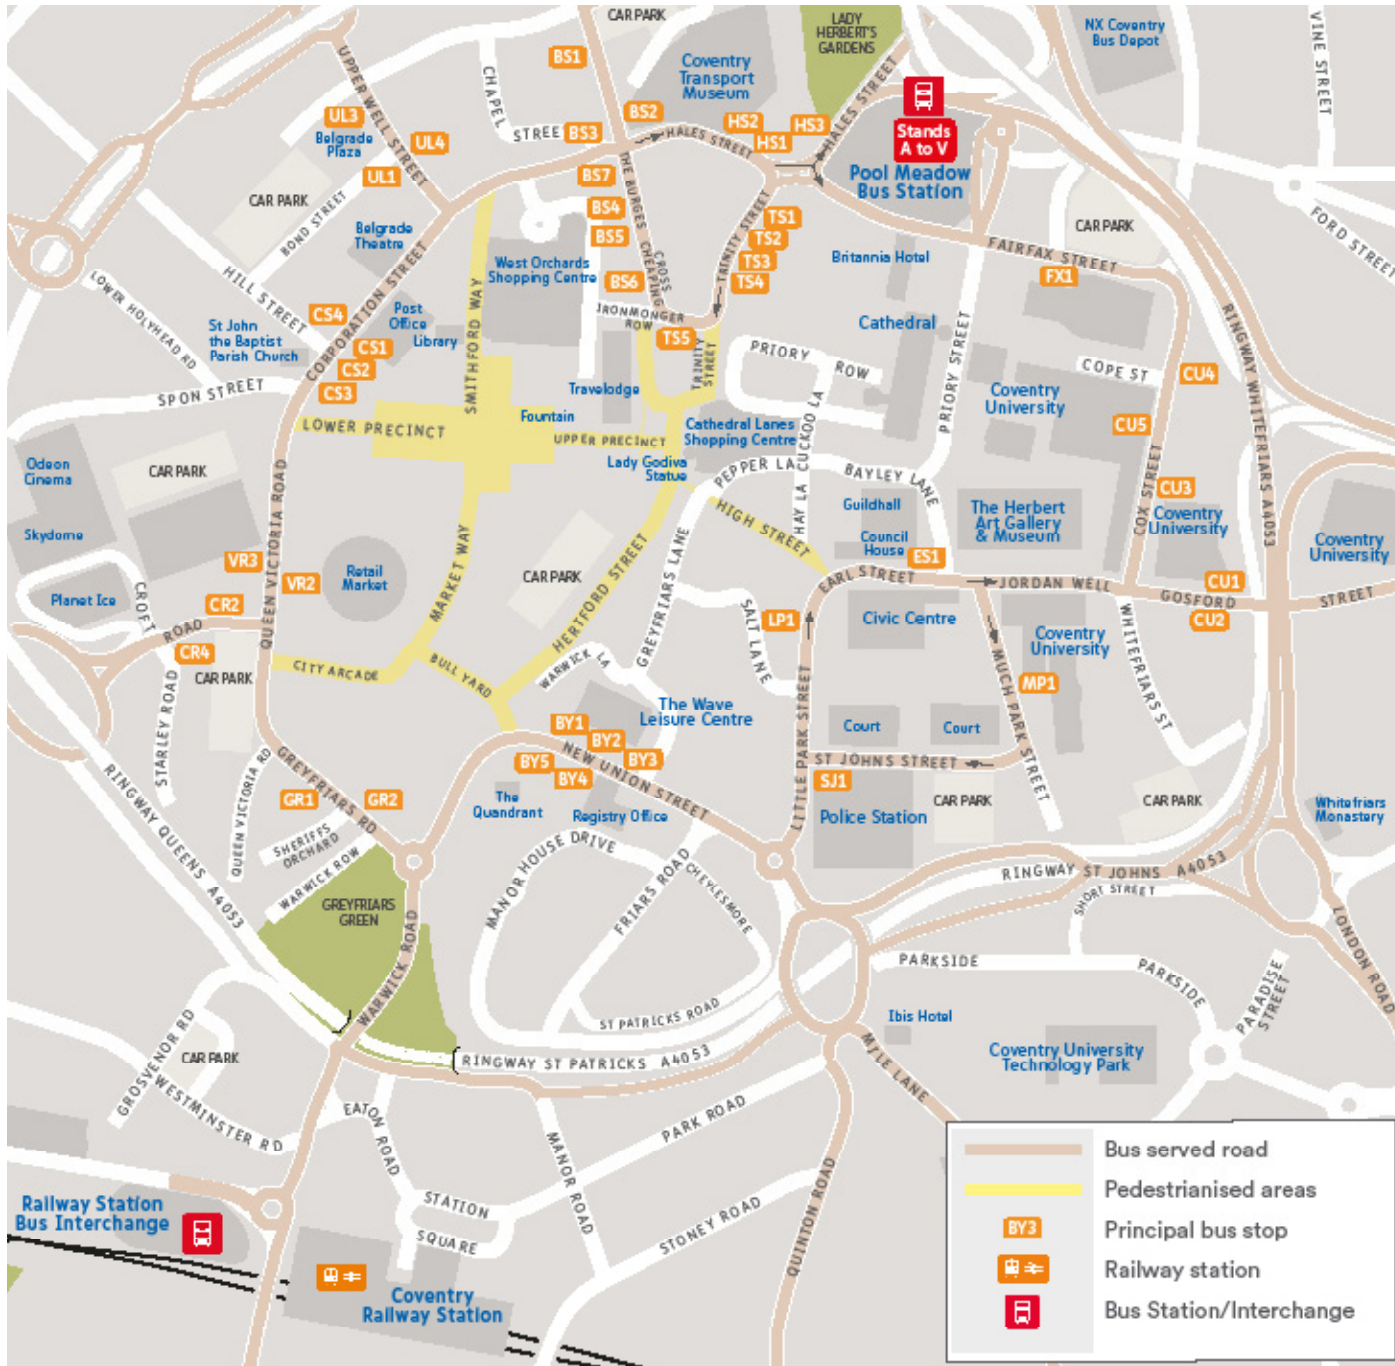 CAR PARK
LADY
HERBERT'S
GARDENS
NX Coventry
Bus Depot
VINE STREET
UPPER WELL STREET
BS1
Coventry
Transport
Museum
CHAPEL
STREE
HALES STREET
Stands
A to V
Pool Meadow
Bus Station
UL3
Belgrade
Plaza
UL4
UL1
BS2
BS3
HALES STREET
HS2
HS1
HS3
BS7
BS4
BS5
BS6
THE BURGES
CROSS
CHEAPING
TRINITY STREET
TS1
TS2
TS3
TS4
TS5
CAR PARK
BOND STREET
Belgrade
Theatre
CAR PARK
FORD STREET
FAIRFAX STREET
FX1
Britannia Hotel
West Orchards
Shopping Centre
LOWER HOLYHEAD RD
HILL STREET
CORPORATION STREET
St John
the Baptist
Parish Church
CS4
CS1
CS2
CS3
Post
Office
Library
SMITHFORD WAY
IRONMONGER
ROW
TRINITY
STREET
Cathedral
PRIORY ROW
PRIORY STREET
RINGWAY WHITEFRIARS A4053
COPE ST
CU4
CU5
CU3
Coventry
University
SPON STREET
LOWER PRECINCT
Fountain
Travelodge
UPPER PRECINCT
Cathedral Lanes
Shopping Centre
CUCKOO LA
HAY LA
Lady Godiva
Statue
PEPPER LA
BAYLEY LANE
Odeon
Cinema
Skydome
CAR PARK
QUEEN VICTORIA ROAD
HIGH STREET
Guildhall
Council
House
ES1
The Herbert
Art Gallery
& Museum
COX STREET
Coventry
University
Coventry
University
VR3
VR2
Retail
Market
MARKET WAY
CAR PARK
HERTFORD STREET
GREYFRIARS LANE
Planet Ice
CROFT
ROAD
CR2
CR4
EARL STREET
JORDAN WELL
GOSFORD
STREET
CU1
CU2
LP1
Civic Centre
SALT LANE
Coventry
University
MP1
MUCH PARK STREET
WHITEFRIARS ST
CAR PARK
CITY ARCADE
BULL YARD
WARWICK LA
STARLEY ROAD
The Wave
Leisure Centre
Court
Court
LITTLE PARK STREET
ST JOHNS STREET
SJ1
Police Station
CAR PARK
CAR PARK
Whitefriars
Monastery
BY1
BY2
BY3
BY4
BY5
NEW UNION STREET
GREYFRIARS RD
RINGWAY QUEENS A4053
QUEEN VICTORIA RD
GR1
GR2
The
Quandrant
Registry Office
SHERIFFS
ORCHARD
WARWICK ROW
MANOR HOUSE DRIVE
FRIARS ROAD
CHEYLESMORE
RINGWAY ST JOHNS A4053
SHORT STREET
LONDON ROAD
GREYFRIARS
GREEN
WARWICK ROAD
PARKSIDE
PARKSIDE
PARADISE
STREET
ST PATRICKS ROAD
Ibis Hotel
Coventry University
Technology Park
RINGWAY ST PATRICKS A4053
MILE LANE
GROSVENOR RD
CAR PARK
WESTMINSTER RD
EATON ROAD
MANOR ROAD
PARK ROAD
STATION
SQUARE
STONEY ROAD
QUINTON ROAD
Railway Station
Bus Interchange
Coventry
Railway Station
Bus served road
Pedestrianised areas
BY3
Principal bus stop
Railway station
Bus Station/Interchange